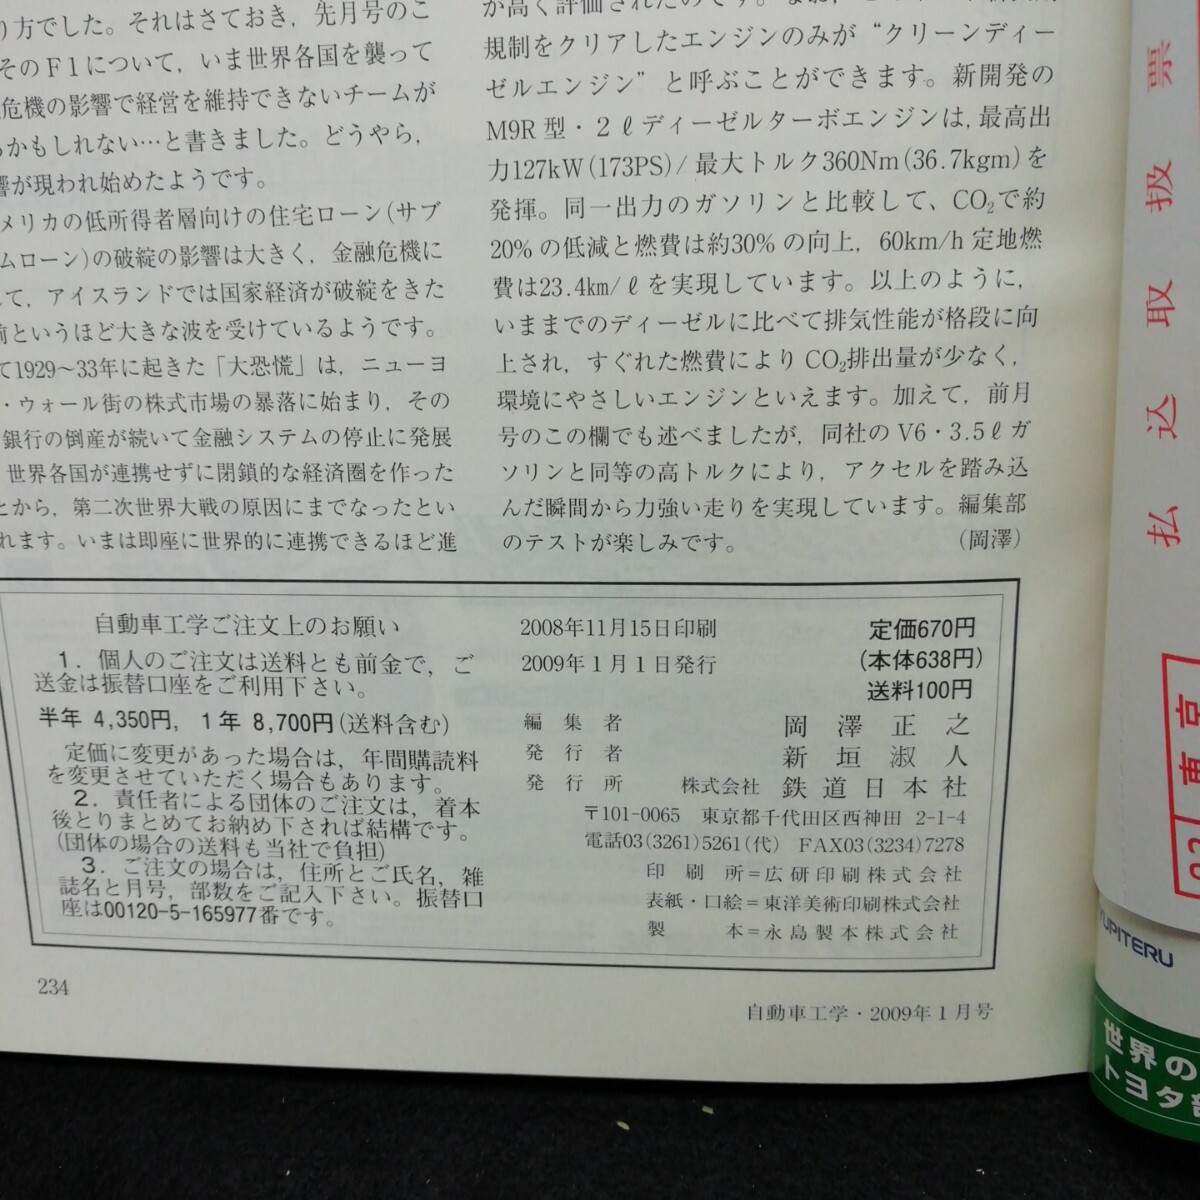 り方でした。それはさておき，先月号のこ
そのＦ1について，いま世界各国を襲って
危機の影響で経営を維持できないチームが
らかもしれない…と書きました。どうやら，
響が現われ始めたようです。
メリカの低所得者層向けの住宅ローン(サブ
ムローン)の破綻の影響は大きく，金融危機に
て，アイスランドでは国家経済が破綻をきた
前というほど大きな波を受けているようです。
て1929～33年に起きた「大恐慌」は，ニューヨ
・ウォール街の株式市場の暴落に始まり，その
銀行の倒産が続いて金融システムの停止に発展
世界各国が連携せずに閉鎖的な経済圏を作った
とから，第二次世界大戦の原因にまでなったとい
れます。いまは即座に世界的に連携できるほど進
が高く評価されたのです。なお，
規制をクリアしたエンジンのみが“クリーンディー
ゼルエンジン”と呼ぶことができます。新開発の
M9R型・2ℓディーゼルターボエンジンは，最高出
力127kW(173PS)/最大トルク360Nm(36.7kgm)を
発揮。同一出力のガソリンと比較して、CO₂で約
20%の低減と燃費は約30%の向上，60km/h定地燃
費は23.4km/ℓを実現しています。以上のように，
いままでのディーゼルに比べて排気性能が格段に向
上され，すぐれた燃費によりCO₂排出量が少なく，
環境にやさしいエンジンといえます。加えて，前月
号のこの欄でも述べましたが，同社のV6・3.5ℓガ
ソリンと同等の高トルクにより，アクセルを踏み込
んだ瞬間から力強い走りを実現しています。編集部
のテストが楽しみです。　（岡澤）
自動車工学ご注文上のお願い
1．個人のご注文は送料とも前金で，ご
送金は振替口座をご利用下さい。
半年 4,350円，1年 8,700円(送料含む)
定価に変更があった場合は，年間購読料
を変更させていただく場合もあります。
2．責任者による団体のご注文は，着本
後とりまとめてお納め下されば結構です。
(団体の場合の送料も当社で負担)
3．ご注文の場合は，住所とご氏名，雑
誌名と月号，部数をご記入下さい。振替口
座は00120-5-165977番です。
2008年11月15日印刷
2009年1月1日発行
定価670円
(本体638円)
送料100円
編集者　岡澤正之
発行者　新垣淑人
発行所　株式会社 鉄道日本社
〒101-0065　東京都千代田区西神田 2-1-4
電話03(3261)5261(代)　FAX03(3234)7278
印刷所＝広研印刷株式会社
表紙・口絵＝東洋美術印刷株式会社
製本＝永島製本株式会社
234
自動車工学・2009年1月号
払込取扱票
東京
02
YUPITERU
世界の
トヨタ